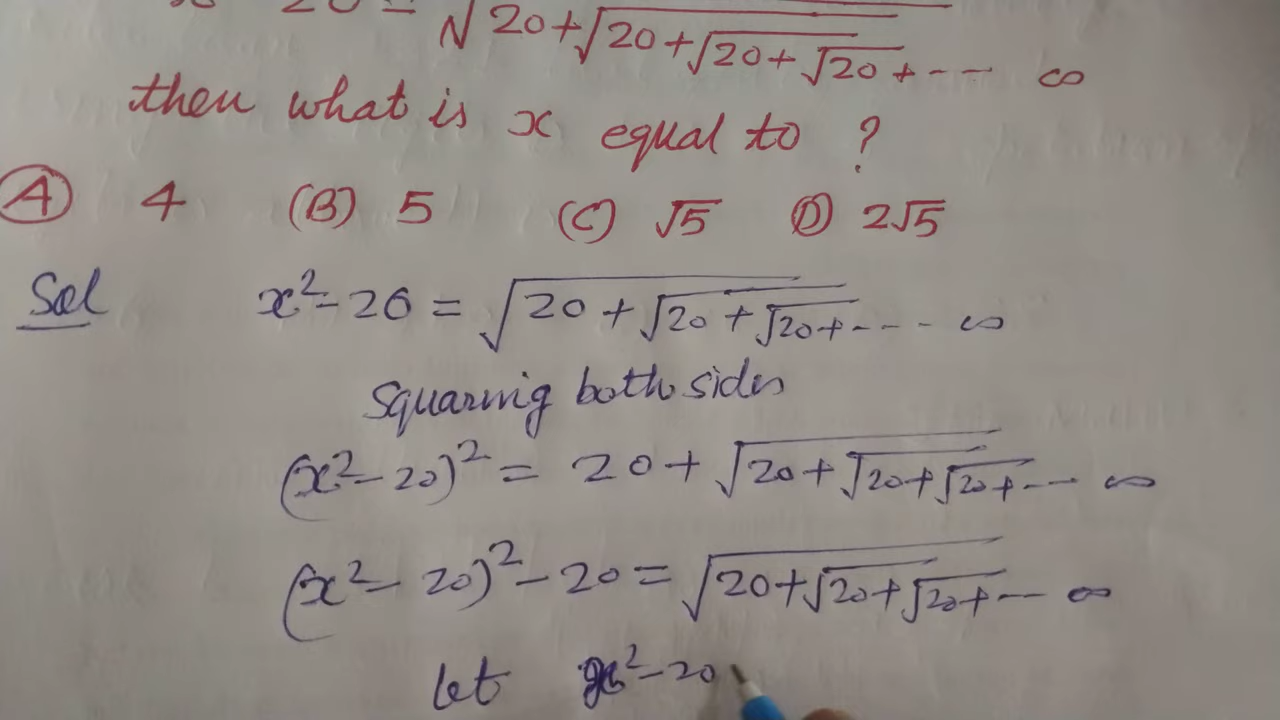 20 = √20+√20+√20+√20+--- ∞
then what is x equal to ?
(A) 4 (B) 5 (C) √5 (D) 2√5
Sol x²-20 = √20+√20+√20+--- ∞
Squaring both sides
(x²-20)² = 20+√20+√20+√20+--- ∞
(x²-20)²-20 = √20+√20+√20+--- ∞
let x²-20